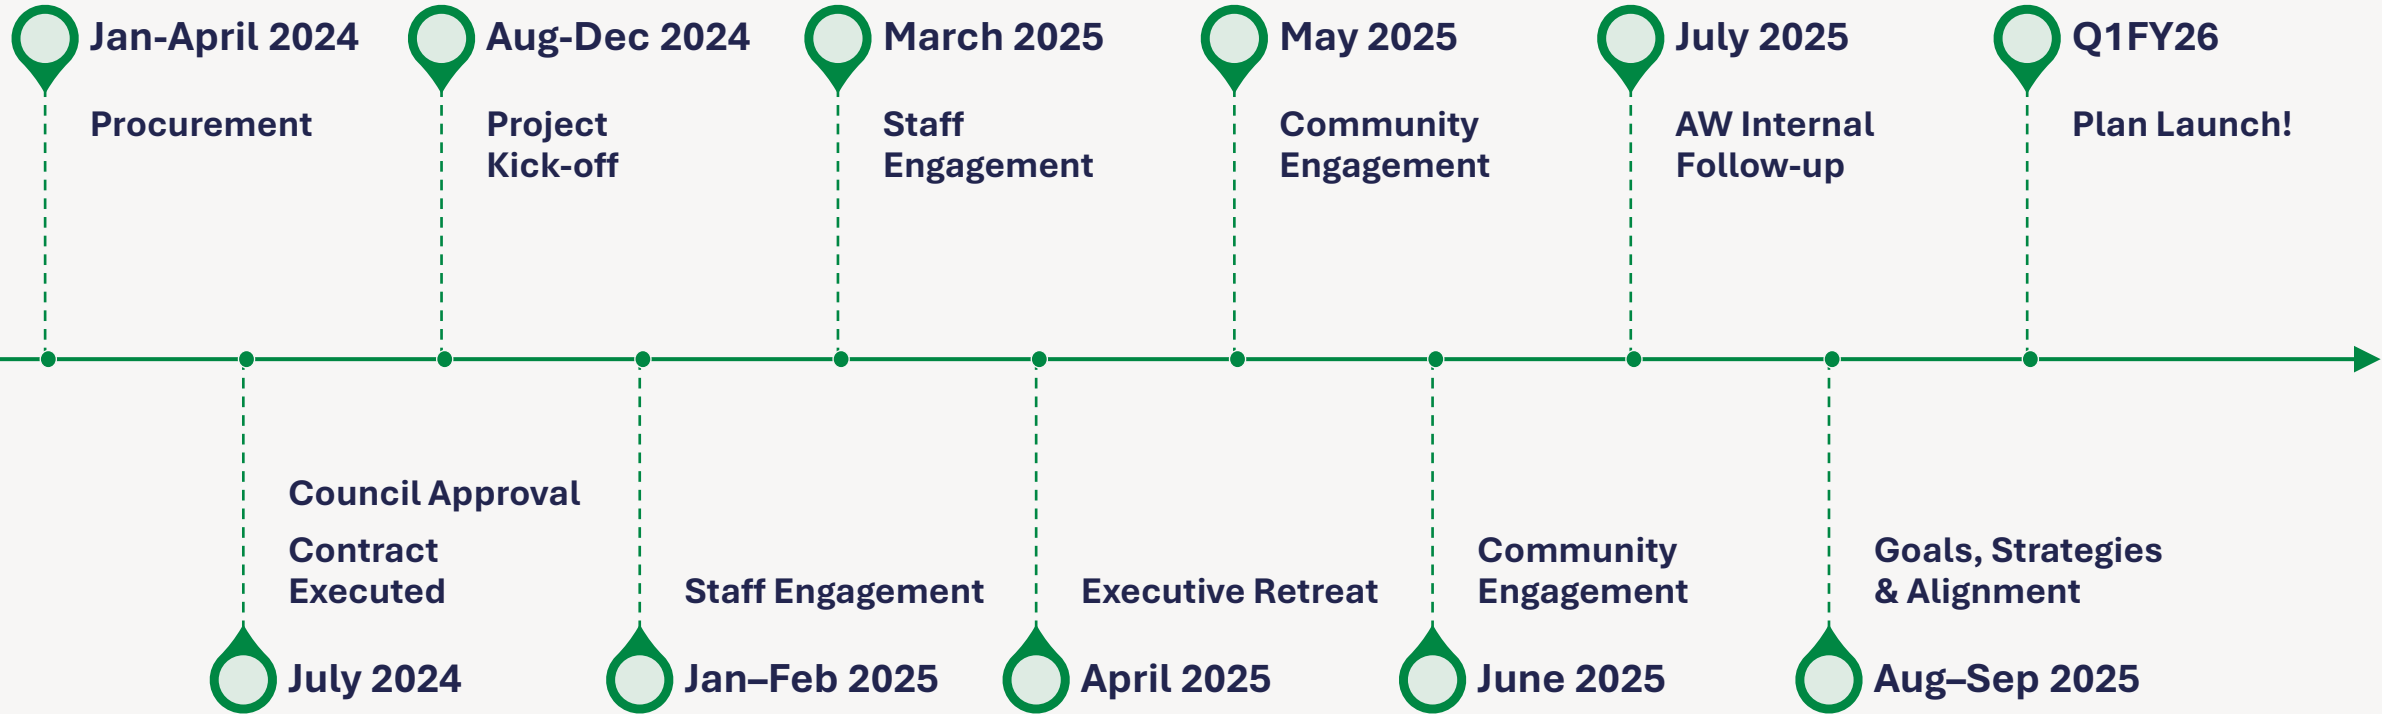 Jan-April 2024
Procurement
Aug-Dec 2024
Project
Kick-off
March 2025
Staff
Engagement
May 2025
Community
Engagement
July 2025
AW Internal
Follow-up
Q1FY26
Plan Launch!
Council Approval
Contract
Executed
July 2024
Staff Engagement
Jan–Feb 2025
Executive Retreat
April 2025
Community
Engagement
June 2025
Goals, Strategies
& Alignment
Aug–Sep 2025